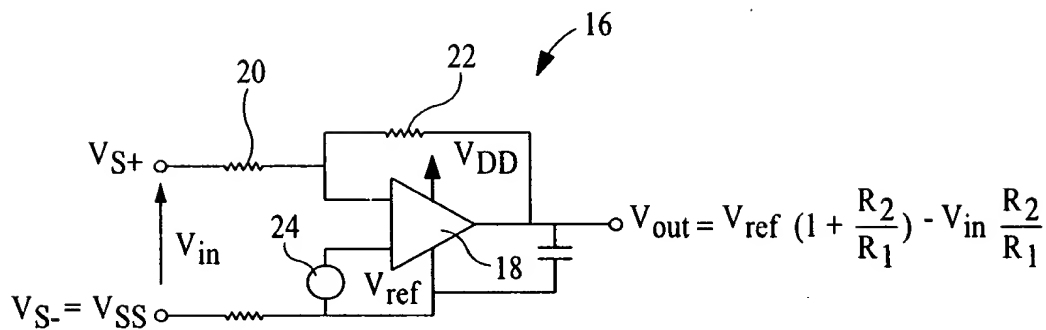 16
20
22
V_S+
V_DD
V_in
24
18
V_ref
V_out = V_ref (1 + R_2/R_1) - V_in R_2/R_1
V_S- = V_SS